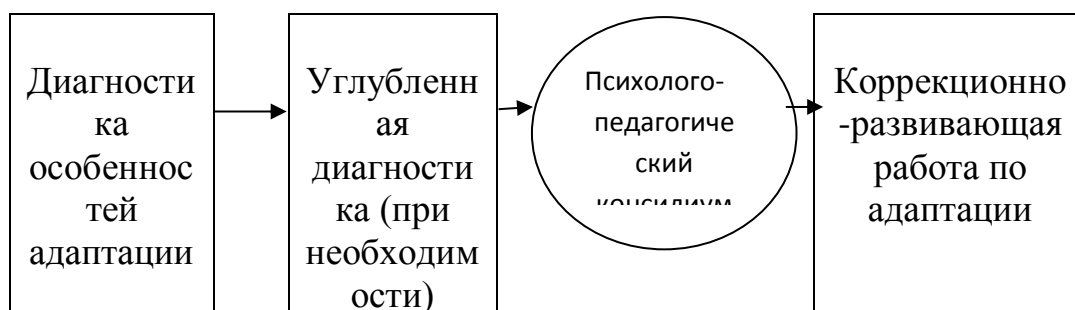 Диагности
ка
особеннос
тей
адаптации
Углубленн
ая
диагности
ка (при
необходим
ости)
Психолого-
педагогиче
ский
консилиум
Коррекционно
-развивающая
работа по
адаптации